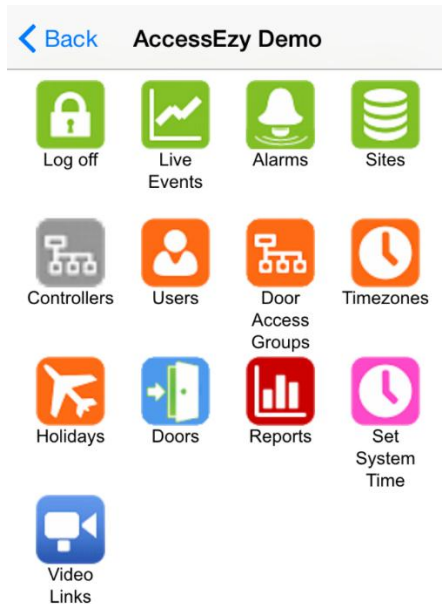 Back AccessEzy Demo
Log off Live Alarms Sites
Events
Controllers Users Door Timezones
Access
Groups
Holidays Doors Reports Set
System
Time
Video
Links